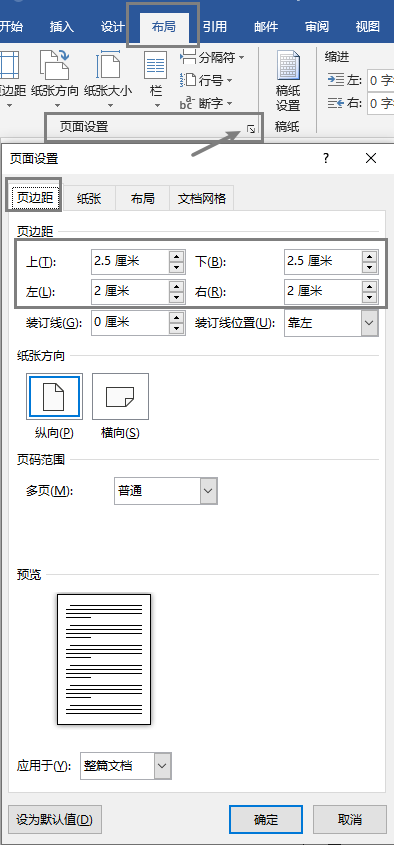 开始 插入 设计 布局 引用 邮件 审阅 视图
边距 纸张方向 纸张大小 栏 分隔符 行号 断字 稿纸设置 缩进 左: 0 字 右: 0 字
页面设置 稿纸
页面设置 ? ×
页边距 纸张 布局 文档网格
页边距
上(T): 2.5 厘米 下(B): 2.5 厘米
左(L): 2 厘米 右(R): 2 厘米
装订线(G): 0 厘米 装订线位置(U): 靠左
纸张方向
纵向(P) 横向(S)
页码范围
多页(M): 普通
预览
应用于(Y): 整篇文档
设为默认值(D) 确定 取消